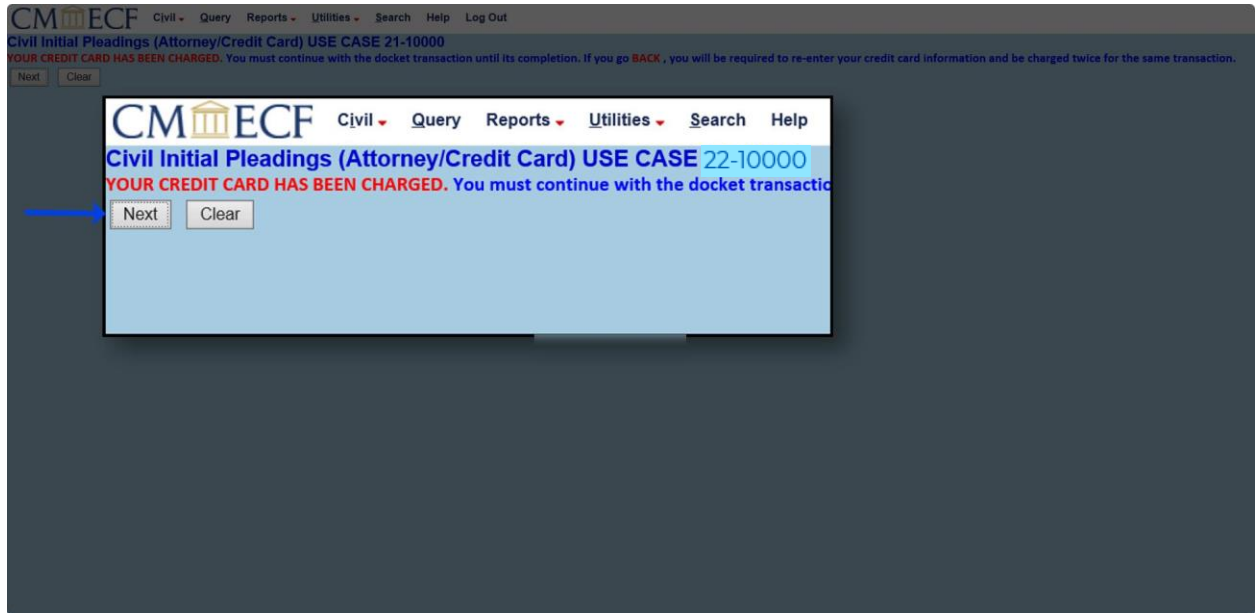 CM ECF Civil Query Reports Utilities Search Help Log Out
Civil Initial Pleadings (Attorney/Credit Card) USE CASE 21-10000
YOUR CREDIT CARD HAS BEEN CHARGED. You must continue with the docket transaction until its completion. If you go BACK , you will be required to re-enter your credit card information and be charged twice for the same transaction.
Next Clear
CM ECF Civil Query Reports Utilities Search Help
Civil Initial Pleadings (Attorney/Credit Card) USE CASE 22-10000
YOUR CREDIT CARD HAS BEEN CHARGED. You must continue with the docket transactio
Next Clear